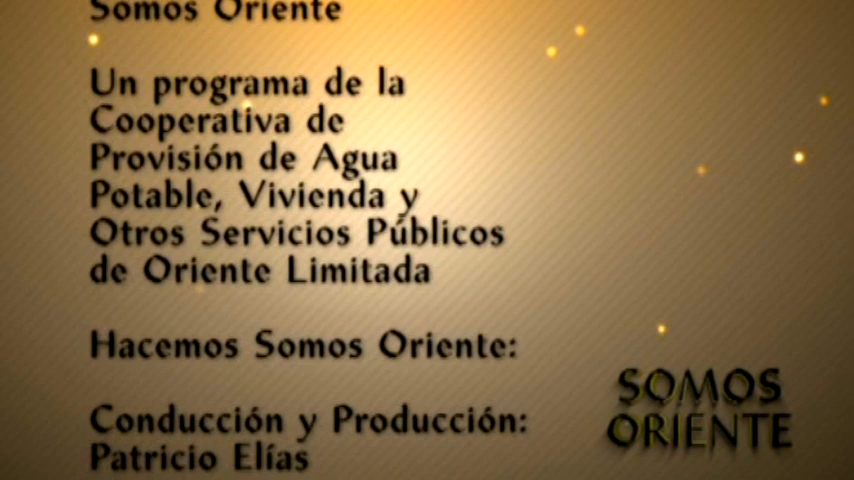 Somos Oriente
Un programa de la
Cooperativa de
Provisión de Agua
Potable, Vivienda y
Otros Servicios Públicos
de Oriente Limitada
Hacemos Somos Oriente:
Conducción y Producción:
Patricio Elías
SOMOS
ORIENTE